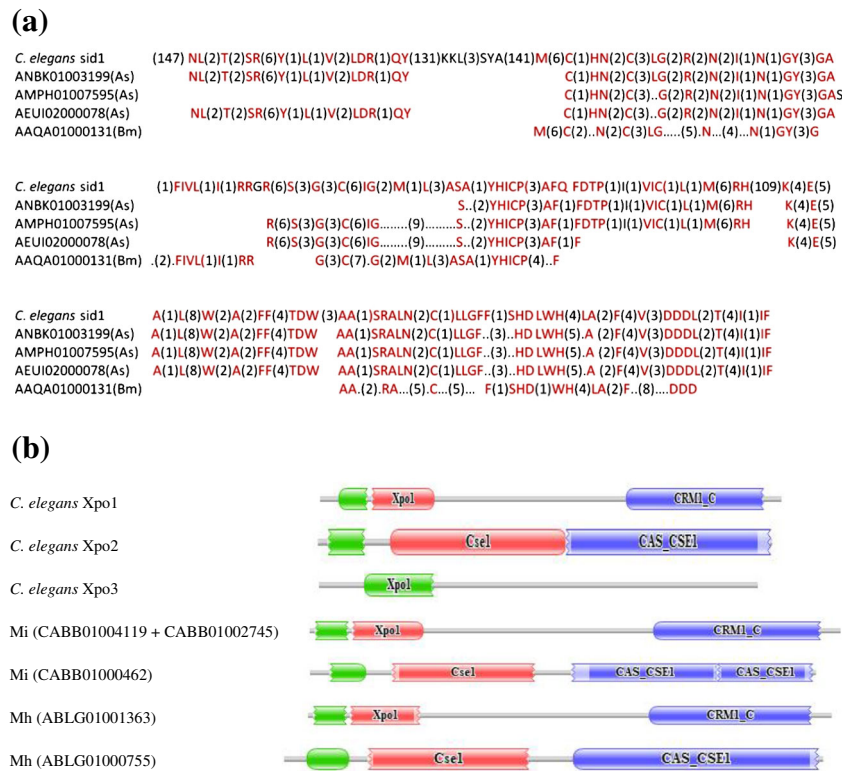 (a)
C. elegans sid1 (147) NL(2)T(2)SR(6)Y(1)L(1)V(2)LDR(1)QY(131)KKL(3)SYA(141)M(6)C(1)HN(2)C(3)LG(2)R(2)N(2)I(1)N(1)GY(3)GA
ANBK01003199(As) NL(2)T(2)SR(6)Y(1)L(1)V(2)LDR(1)QY C(1)HN(2)C(3)LG(2)R(2)N(2)I(1)N(1)GY(3)GA
AMPH01007595(As) C(1)HN(2)C(3)..G(2)R(2)N(2)I(1)N(1)GY(3)GAS
AEUI02000078(As) NL(2)T(2)SR(6)Y(1)L(1)V(2)LDR(1)QY C(1)HN(2)C(3)..G(2)R(2)N(2)I(1)N(1)GY(3)GA
AAQA01000131(Bm) M(6)C(2)..N(2)C(3)LG.....(5).N...(4)..N(1)GY(3)G
C. elegans sid1 (1)FIVL(1)I(1)RRGR(6)S(3)G(3)C(6)IG(2)M(1)L(3)ASA(1)YHICP(3)AFQ FDTP(1)I(1)VIC(1)L(1)M(6)RH(109)K(4)E(5)
ANBK01003199(As) S..(2)YHICP(3)AF(1)FDTP(1)I(1)VIC(1)L(1)M(6)RH K(4)E(5)
AMPH01007595(As) R(6)S(3)G(3)C(6)IG........(9).........S..(2)YHICP(3)AF(1)FDTP(1)I(1)VIC(1)L(1)M(6)RH K(4)E(5)
AEUI02000078(As) R(6)S(3)G(3)C(6)IG........(9).........S..(2)YHICP(3)AF(1)F K(4)E(5)
AAQA01000131(Bm) .(2).FIVL(1)I(1)RR G(3)C(7).G(2)M(1)L(3)ASA(1)YHICP(4)..F
C. elegans sid1 A(1)L(8)W(2)A(2)FF(4)TDW (3)AA(1)SRALN(2)C(1)LLGFF(1)SHD LWH(4)LA(2)F(4)V(3)DDDL(2)T(4)I(1)IF
ANBK01003199(As) A(1)L(8)W(2)A(2)FF(4)TDW AA(1)SRALN(2)C(1)LLGF..(3)..HD LWH(5).A (2)F(4)V(3)DDDL(2)T(4)I(1)IF
AMPH01007595(As) A(1)L(8)W(2)A(2)FF(4)TDW AA(1)SRALN(2)C(1)LLGF..(3)..HD LWH(5).A (2)F(4)V(3)DDDL(2)T(4)I(1)IF
AEUI02000078(As) A(1)L(8)W(2)A(2)FF(4)TDW AA(1)SRALN(2)C(1)LLGF..(3)..HD LWH(5).A (2)F(4)V(3)DDDL(2)T(4)I(1)IF
AAQA01000131(Bm) AA.(2).RA...(5)..C...(5)... F(1)SHD(1)WH(4)LA(2)F..(8)....DDD
(b)
C. elegans Xpo1 Xpo1 CRM1_C
C. elegans Xpo2 Cse1 CAS_CSE1
C. elegans Xpo3 Xpo1
Mi (CABB01004119 + CABB01002745) Xpo1 CRM1_C
Mi (CABB01000462) Cse1 CAS_CSE1 CAS_CSE1
Mh (ABLG01001363) Xpo1 CRM1_C
Mh (ABLG01000755) Cse1 CAS_CSE1